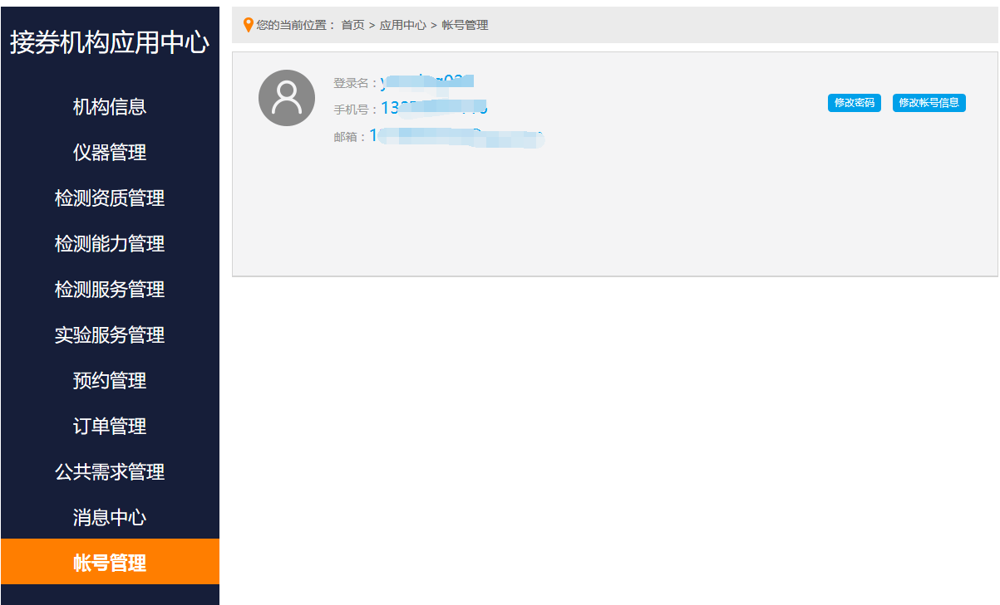 接券机构应用中心
机构信息
仪器管理
检测资质管理
检测能力管理
检测服务管理
实验服务管理
预约管理
订单管理
公共需求管理
消息中心
帐号管理
您的当前位置： 首页 > 应用中心 > 帐号管理
登录名：
手机号：
邮箱：
修改密码
修改帐号信息